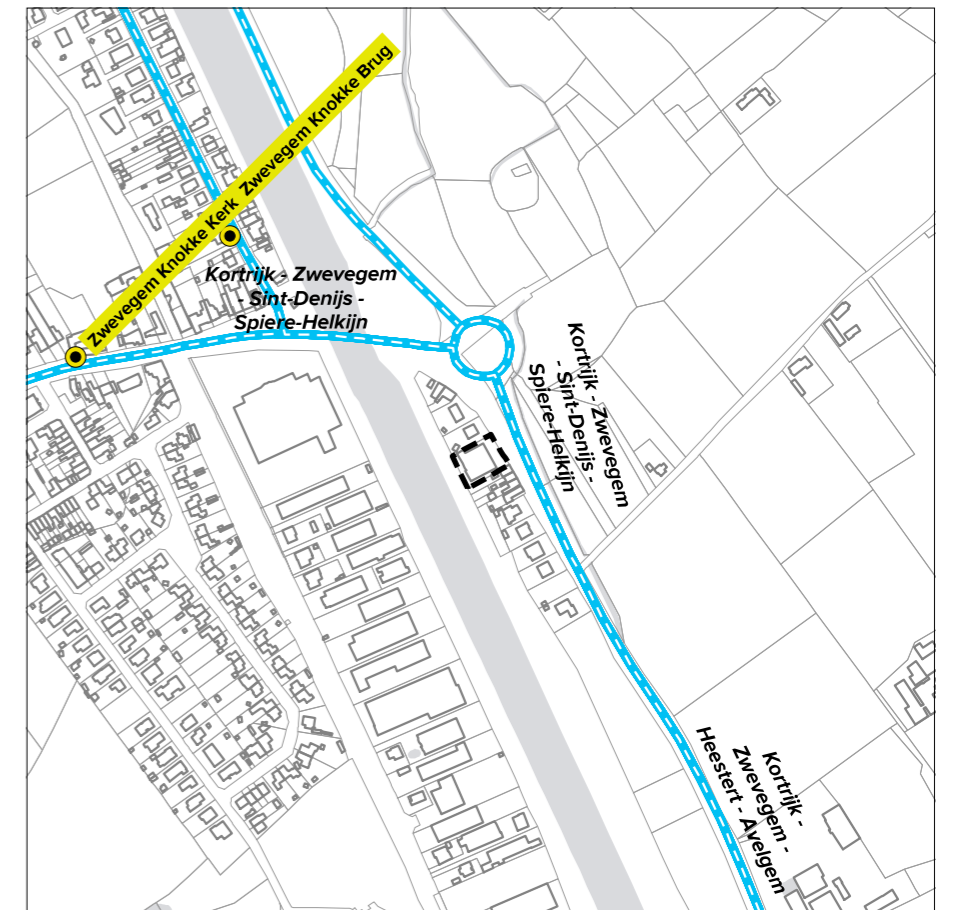 Zwevegem Knokke Kerk
Zwevegem Knokke Brug
Kortrijk - Zwevegem
- Sint-Denijs -
Spiere-Helkijn
Kortrijk - Zwevegem
- Sint-Denijs -
Spiere-Helkijn
Kortrijk -
Zwevegem -
Heestert - Avelgem